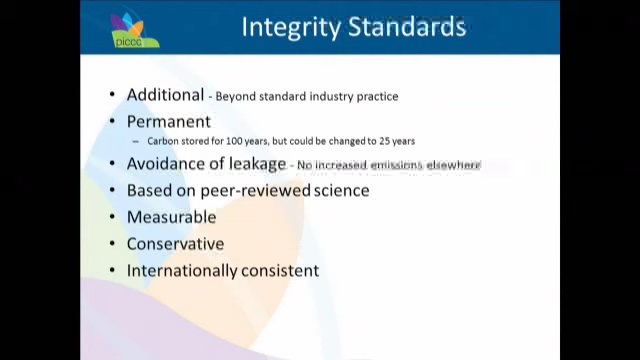 Integrity Standards
piccc
• Additional - Beyond standard industry practice
• Permanent
– Carbon stored for 100 years, but could be changed to 25 years
• Avoidance of leakage - No increased emissions elsewhere
• Based on peer-reviewed science
• Measurable
• Conservative
• Internationally consistent